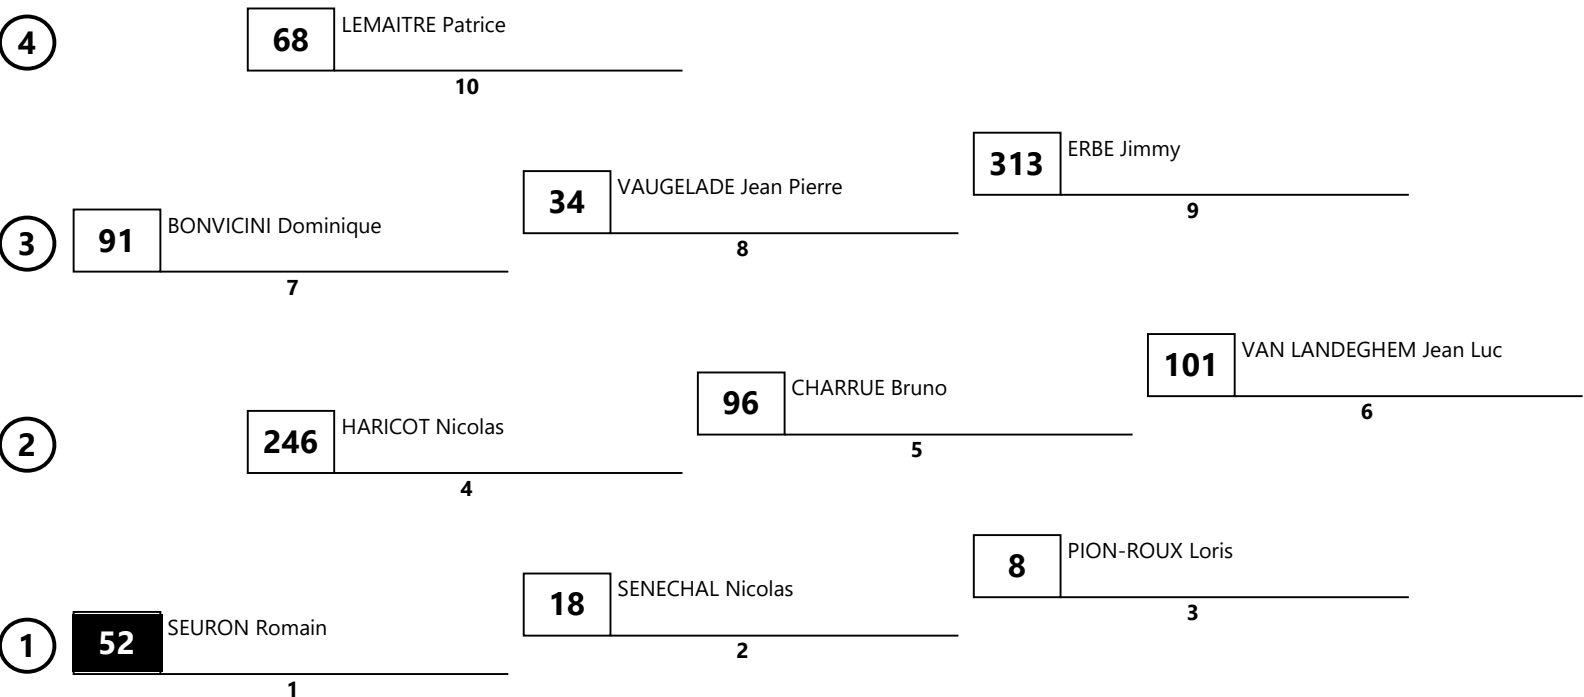 4
68
LEMAITRE Patrice
10
313
ERBE Jimmy
9
34
VAUGELADE Jean Pierre
8
3
91
BONVICINI Dominique
7
101
VAN LANDEGHEM Jean Luc
6
96
CHARRUE Bruno
5
2
246
HARICOT Nicolas
4
8
PION-ROUX Loris
3
18
SENECHAL Nicolas
2
1
52
SEURON Romain
1